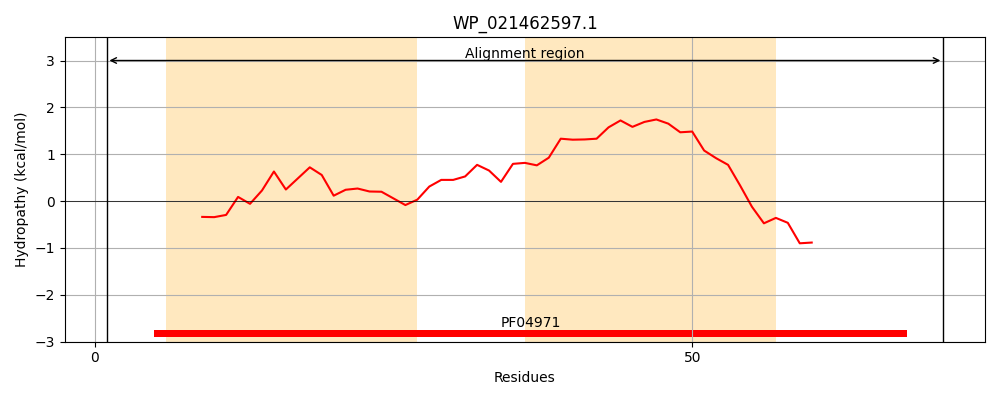 WP_021462597.1
Alignment region
3
2
1
0
−1
−2
−3
Hydropathy (kcal/mol)
PF04971
0
50
Residues